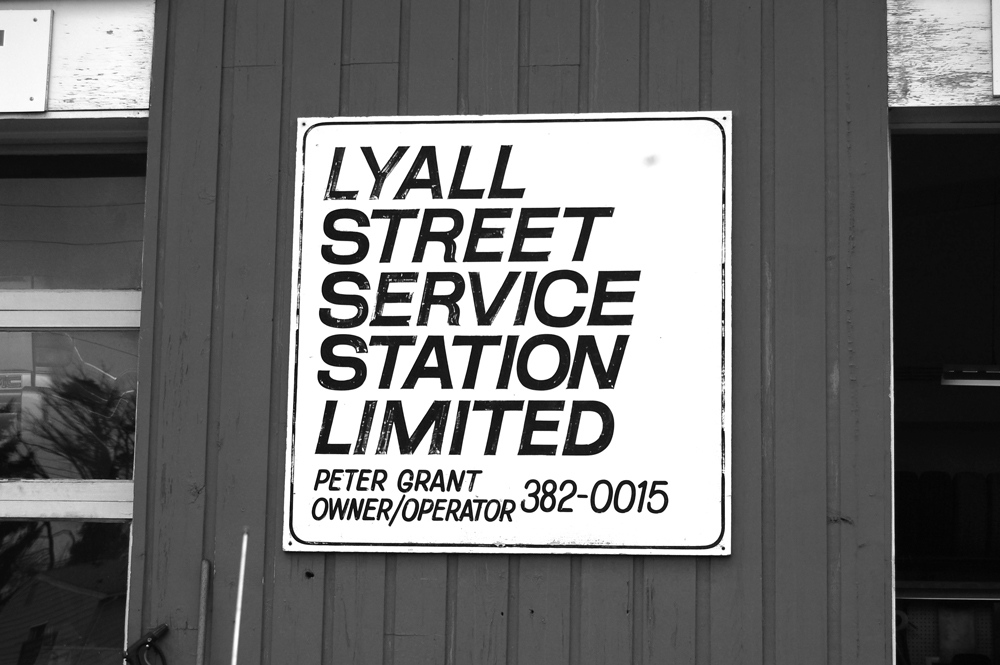 LYALL
STREET
SERVICE
STATION
LIMITED
PETER GRANT
OWNER/OPERATOR 382-0015